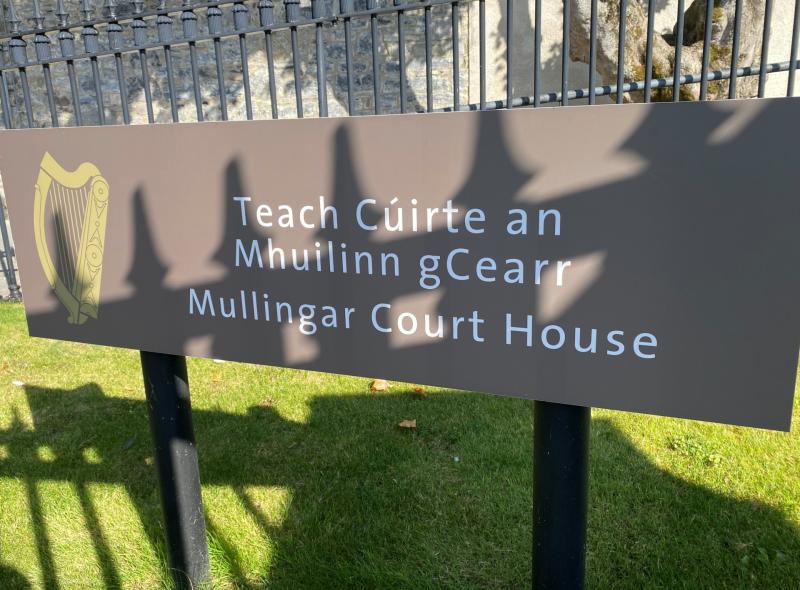 Teach Cúirte an
Mhuilinn gCearr
Mullingar Court House